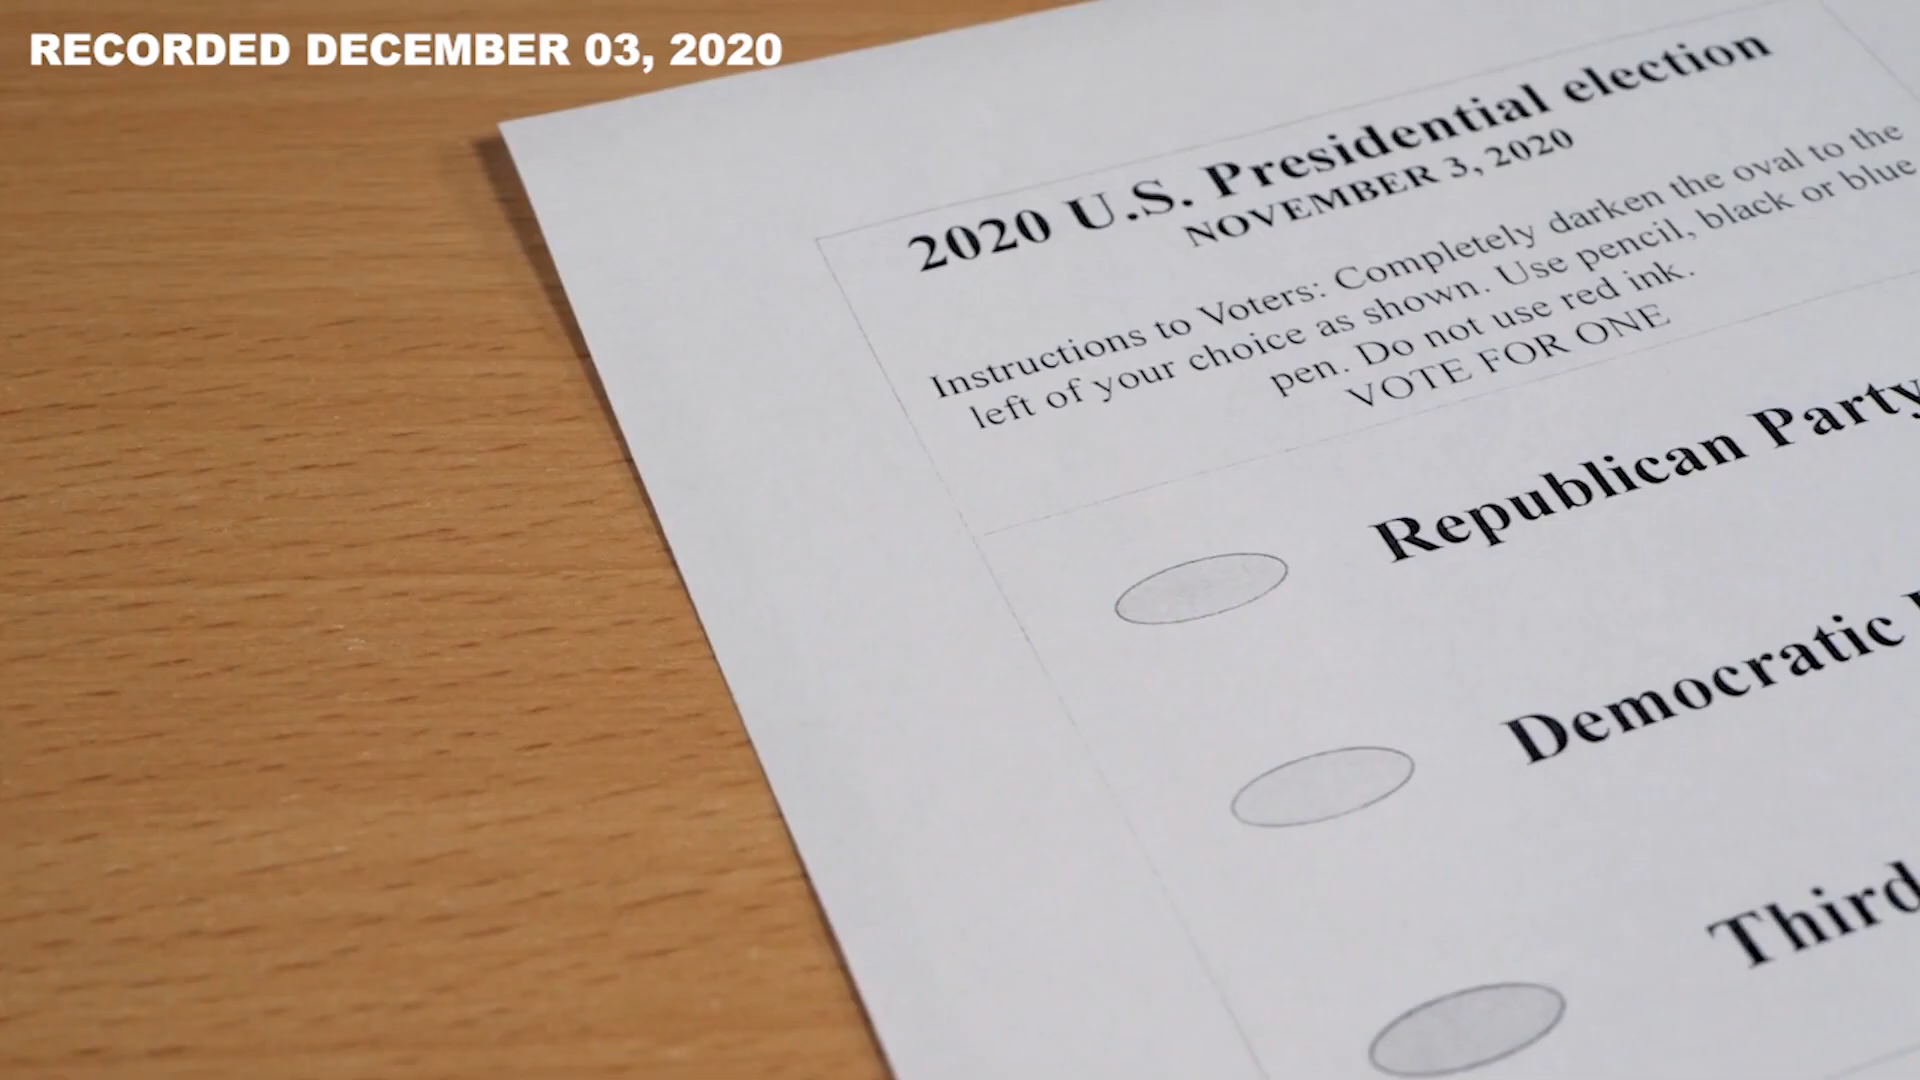 RECORDED DECEMBER 03, 2020
2020 U.S. Presidential election
NOVEMBER 3, 2020
Instructions to Voters: Completely darken the oval to the
left of your choice as shown. Use pencil, black or blue
pen. Do not use red ink.
VOTE FOR ONE
Republican Party
Democratic
Third